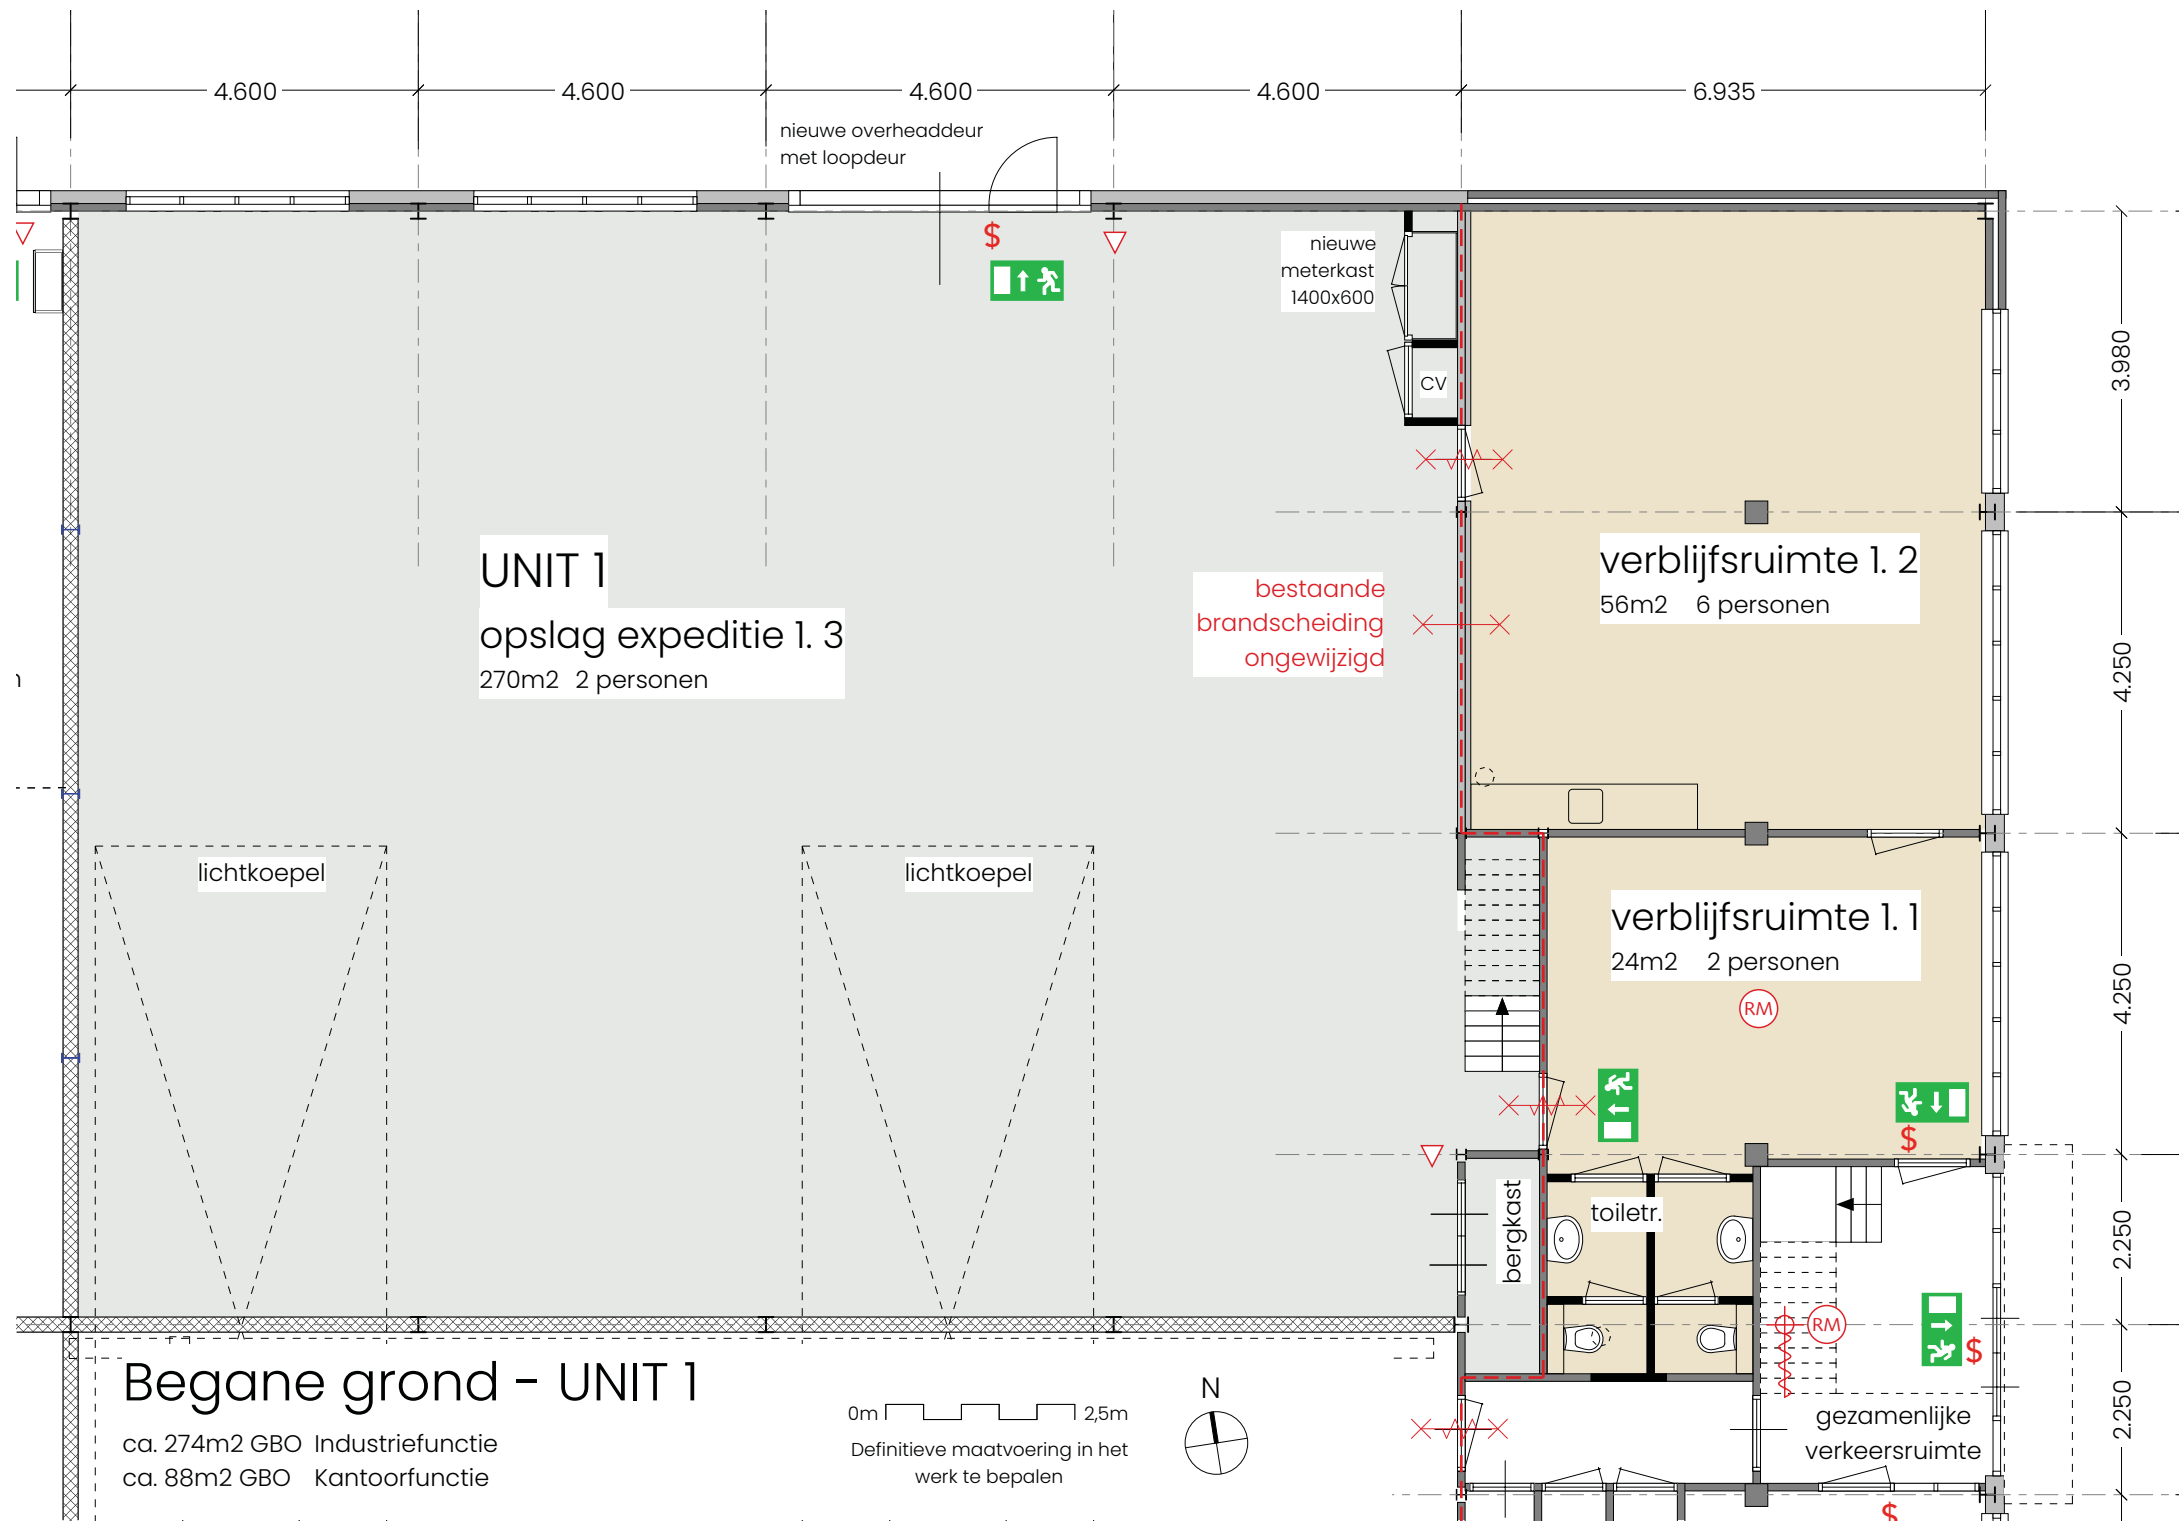 4.600
4.600
4.600
4.600
6.935
nieuwe overheaddeur
met loopdeur
$
nieuwe
meterkast
1400x600
CV
3.980
UNIT 1
opslag expeditie 1. 3
270m2 2 personen
bestaande
brandscheiding
ongewijzigd
verblijfsruimte 1. 2
56m2 6 personen
4.250
lichtkoepel
lichtkoepel
verblijfsruimte 1. 1
24m2 2 personen
RM
4.250
$
bergkast
toiletr.
2.250
RM
$
gezamenlijke
verkeersruimte
2.250
$
Begane grond - UNIT 1
ca. 274m2 GBO Industriefunctie
ca. 88m2 GBO Kantoorfunctie
0m 2,5m
Definitieve maatvoering in het
werk te bepalen
N